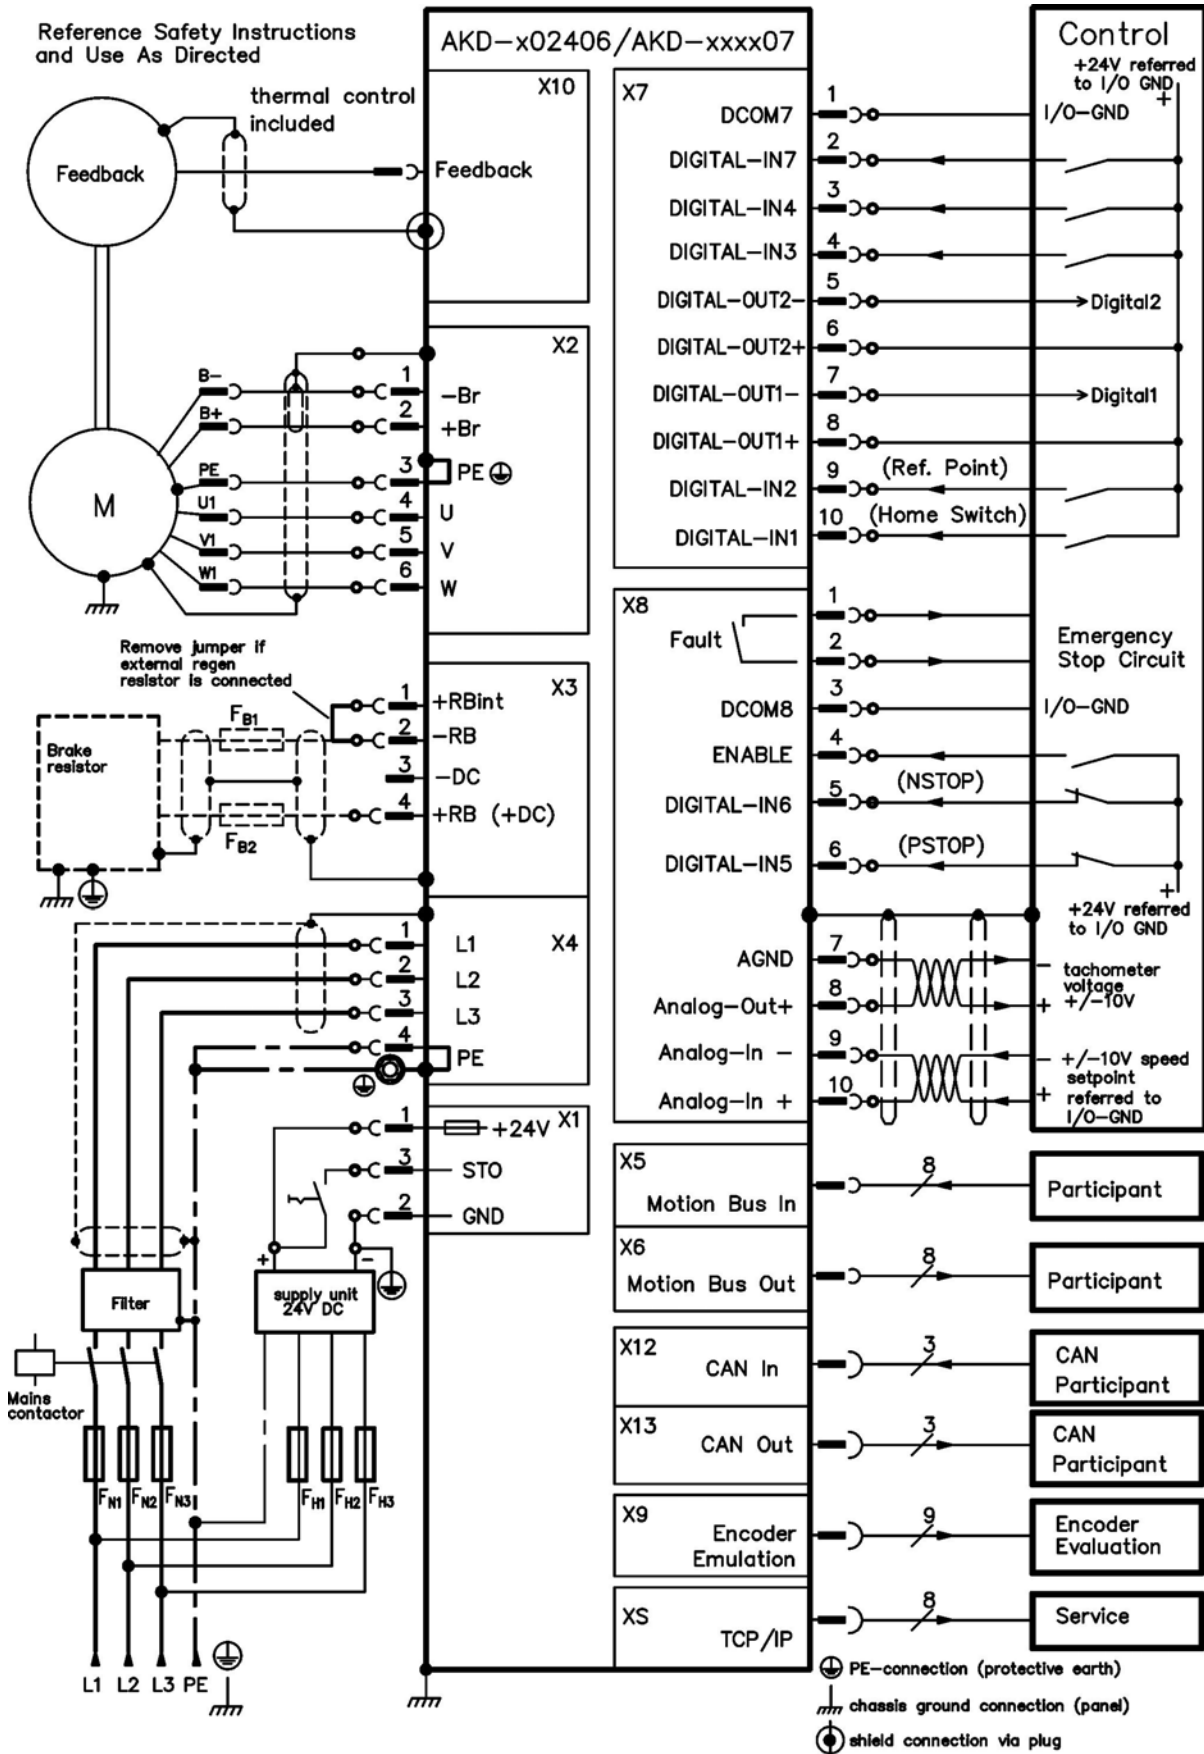 Reference Safety Instructions
and Use As Directed
AKD-x02406/AKD-xxxx07
Control
+24V referred
to I/O GND
+
I/O-GND
thermal control
included
Feedback
X10
Feedback
X7
DCOM7
1
DIGITAL-IN7
2
DIGITAL-IN4
3
DIGITAL-IN3
4
DIGITAL-OUT2-
5
Digital2
DIGITAL-OUT2+
6
DIGITAL-OUT1-
7
Digital1
DIGITAL-OUT1+
8
DIGITAL-IN2
9
(Ref. Point)
DIGITAL-IN1
10
(Home Switch)
X2
B-
1
-Br
B+
2
+Br
PE
3
PE
M
U1
4
U
V1
5
V
W1
6
W
X8
Fault
1
2
Emergency
Stop Circuit
DCOM8
3
I/O-GND
ENABLE
4
DIGITAL-IN6
5
(NSTOP)
DIGITAL-IN5
6
(PSTOP)
+
+24V referred
to I/O GND
AGND
7
-
tachometer
voltage
+/-10V
Analog-Out+
8
+
Analog-In -
9
-
+/-10V speed
setpoint
referred to
I/O-GND
Analog-In +
10
+
Remove jumper if
external regen
resistor is connected
X3
Brake
resistor
FB1
FB2
1
+RBint
2
-RB
3
-DC
4
+RB (+DC)
X4
1
L1
2
L2
3
L3
4
PE
X1
1
+24V
3
STO
2
GND
+
-
Filter
supply unit
24V DC
Mains
contactor
FN1
FN2
FN3
FH1
FH2
FH3
L1
L2
L3
PE
X5
Motion Bus In
8
Participant
X6
Motion Bus Out
8
Participant
X12
CAN In
3
CAN
Participant
X13
CAN Out
3
CAN
Participant
X9
Encoder
Emulation
9
Encoder
Evaluation
XS
TCP/IP
8
Service
PE-connection (protective earth)
chassis ground connection (panel)
shield connection via plug